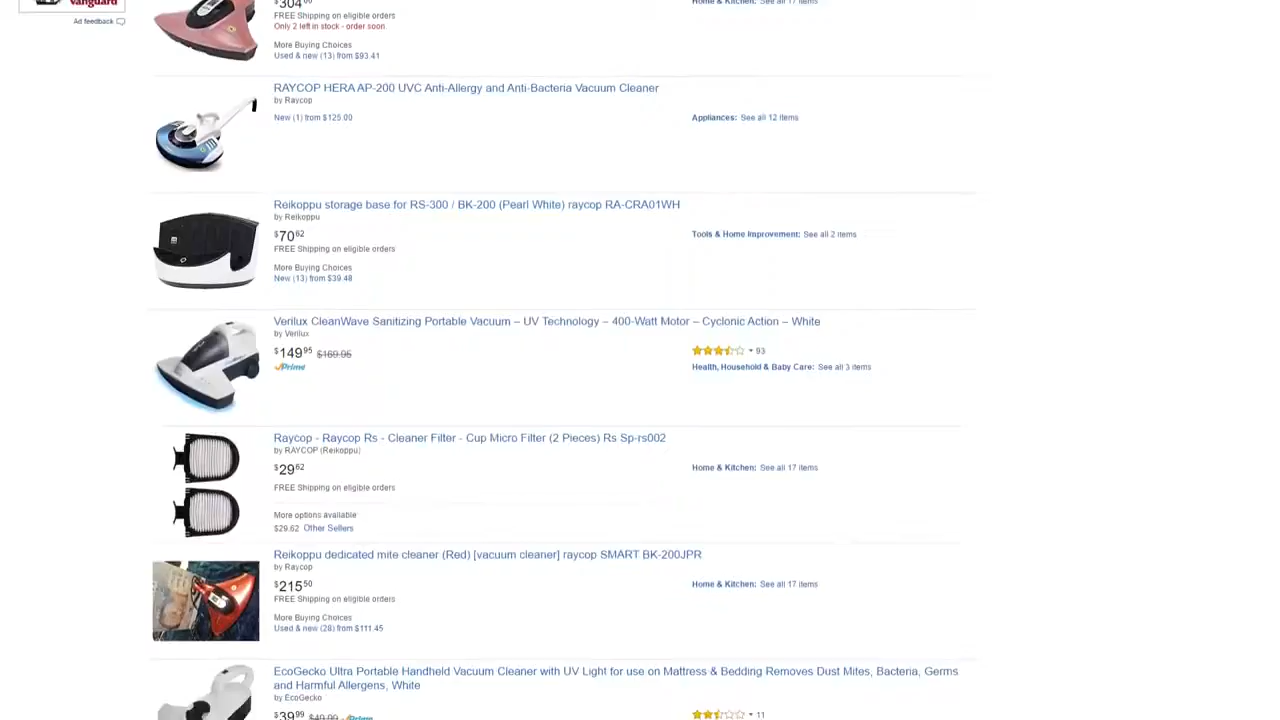 Vanguard
Ad feedback
$304
FREE Shipping on eligible orders
Only 2 left in stock - order soon.
More Buying Choices
Used & new (13) from $93.41
Home & Kitchen: See all 17 items
RAYCOP HERA AP-200 UVC Anti-Allergy and Anti-Bacteria Vacuum Cleaner
by Raycop
New (1) from $125.00
Appliances: See all 12 items
Reikoppu storage base for RS-300 / BK-200 (Pearl White) raycop RA-CRA01WH
by Reikoppu
$70 62
FREE Shipping on eligible orders
More Buying Choices
New (13) from $39.48
Tools & Home Improvement: See all 2 items
Verilux CleanWave Sanitizing Portable Vacuum – UV Technology – 400-Watt Motor – Cyclonic Action – White
by Verilux
$149 95 $169.95
Prime
93
Health, Household & Baby Care: See all 3 items
Raycop - Raycop Rs - Cleaner Filter - Cup Micro Filter (2 Pieces) Rs Sp-rs002
by RAYCOP (Reikoppu)
$29 62
FREE Shipping on eligible orders
More options available
$29.62 Other Sellers
Home & Kitchen: See all 17 items
Reikoppu dedicated mite cleaner (Red) [vacuum cleaner] raycop SMART BK-200JPR
by Raycop
$215 50
FREE Shipping on eligible orders
More Buying Choices
Used & new (28) from $111.45
Home & Kitchen: See all 17 items
EcoGecko Ultra Portable Handheld Vacuum Cleaner with UV Light for use on Mattress & Bedding Removes Dust Mites, Bacteria, Germs
and Harmful Allergens, White
by EcoGecko
$39 99 $49.99 Prime
11